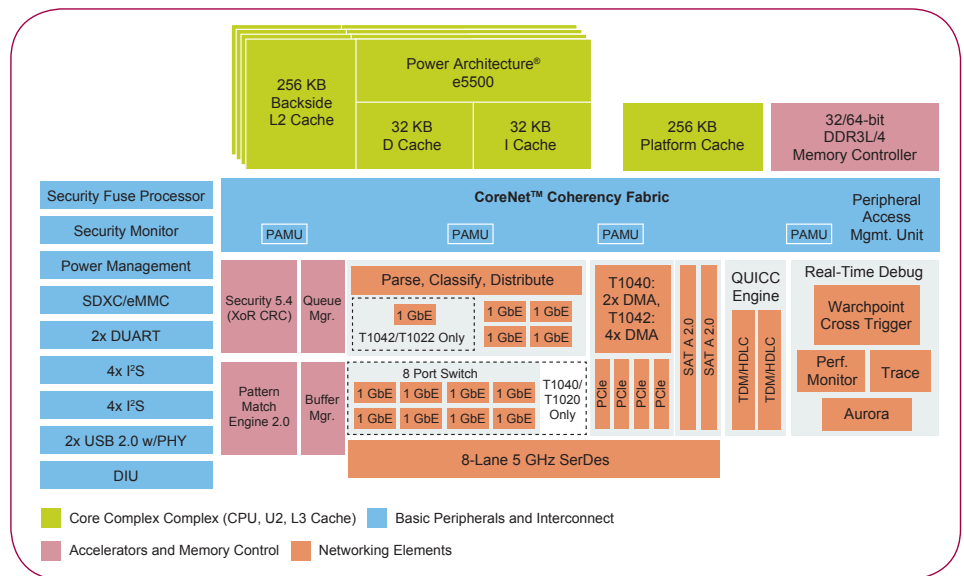 Power Architecture®
e5500
256 KB
Backside
L2 Cache
32 KB
D Cache
32 KB
I Cache
256 KB
Platform Cache
32/64-bit
DDR3L/4
Memory Controller
Security Fuse Processor
Security Monitor
Power Management
SDXC/eMMC
2x DUART
4x I²S
4x I²S
2x USB 2.0 w/PHY
DIU
CoreNet™ Coherency Fabric
PAMU
PAMU
PAMU
PAMU
Peripheral
Access
Mgmt. Unit
Security 5.4
(XoR CRC)
Queue
Mgr.
Pattern
Match
Engine 2.0
Buffer
Mgr.
Parse, Classify, Distribute
1 GbE
T1042/T1022 Only
1 GbE
1 GbE
1 GbE
1 GbE
8 Port Switch
1 GbE
1 GbE
1 GbE
1 GbE
1 GbE
1 GbE
1 GbE
1 GbE
T1040/
T1020
Only
T1040:
2x DMA,
T1042:
4x DMA
PCIe
PCIe
PCIe
PCIe
SAT A 2.0
SAT A 2.0
8-Lane 5 GHz SerDes
QUICC
Engine
TDM/HDLC
TDM/HDLC
Real-Time Debug
Warchpoint
Cross Trigger
Perf.
Monitor
Trace
Aurora
Core Complex Complex (CPU, U2, L3 Cache)
Basic Peripherals and Interconnect
Accelerators and Memory Control
Networking Elements